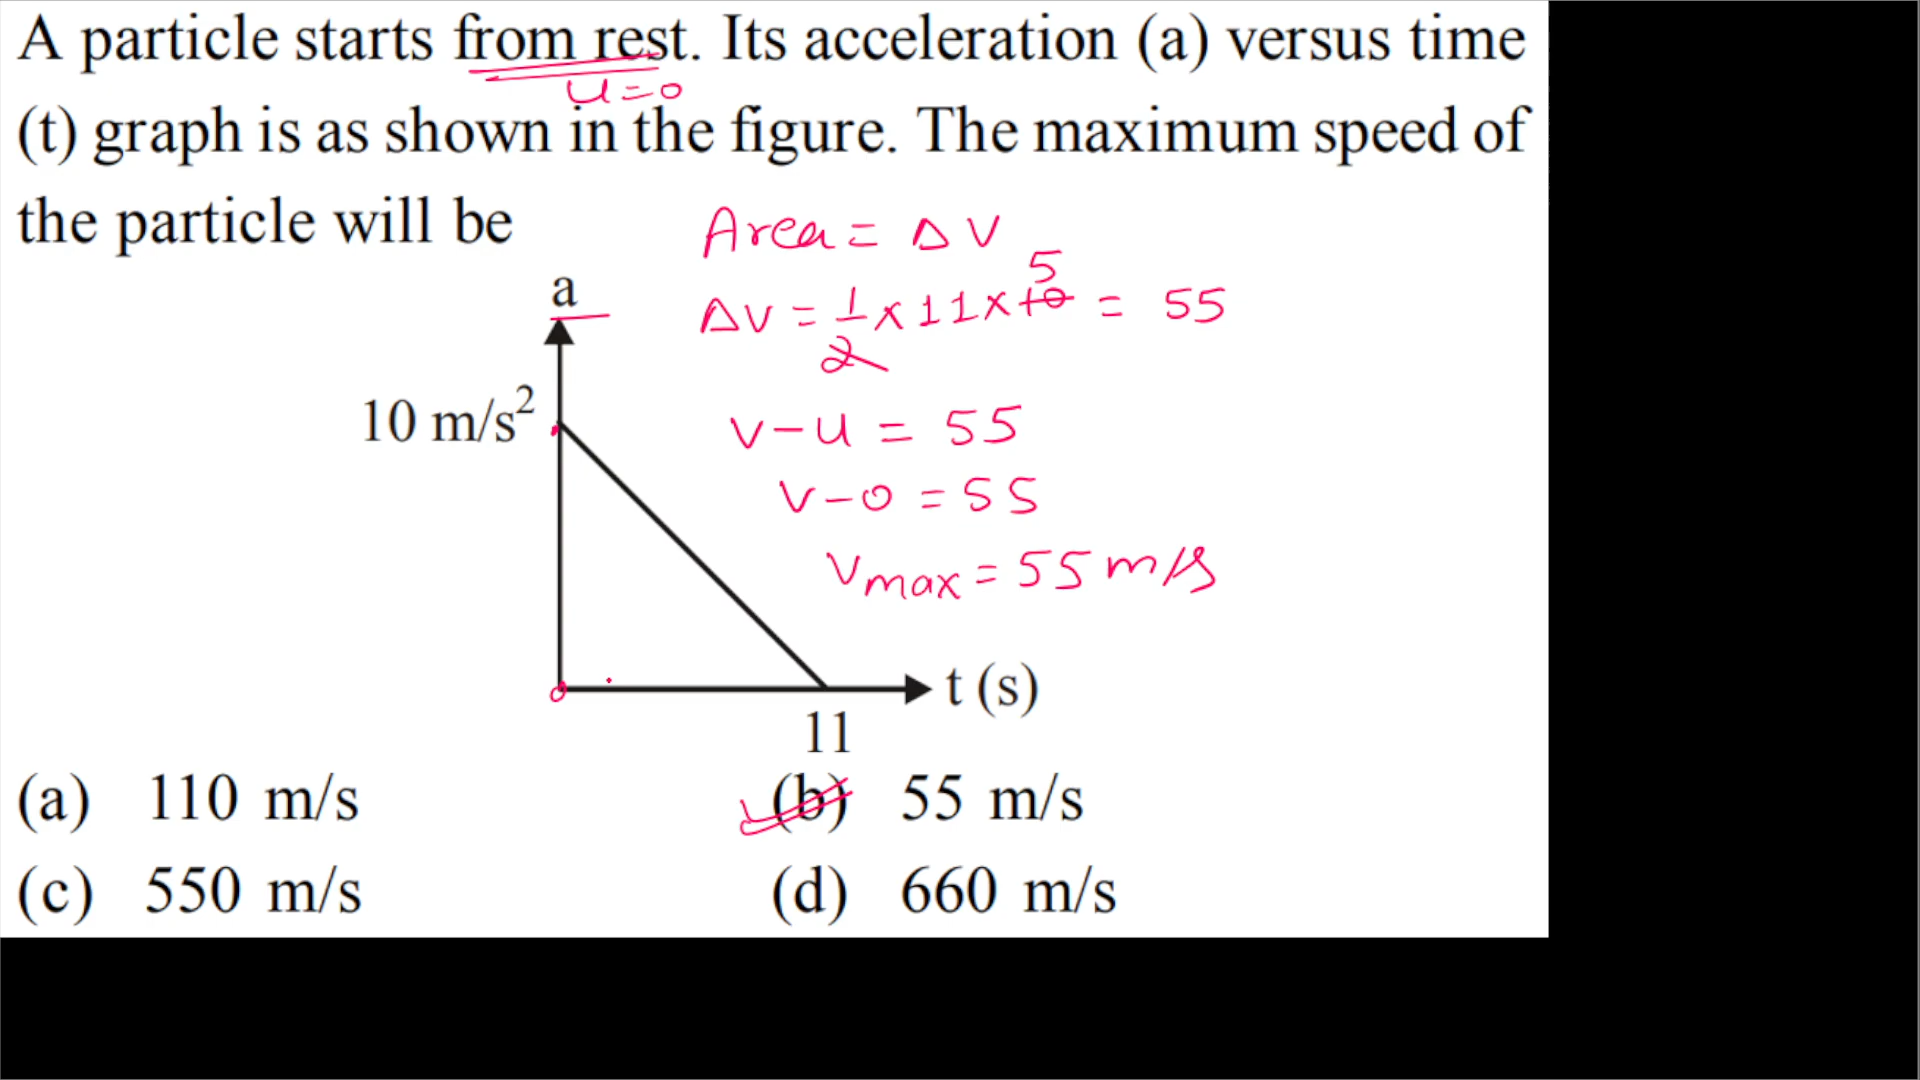 A particle starts from rest. Its acceleration (a) versus time
u=0
(t) graph is as shown in the figure. The maximum speed of
the particle will be
Area = ΔV
a
5
ΔV = 1/2 x 11 x 10 = 55
10 m/s²
V-u = 55
V-0 = 55
Vmax = 55 m/s
0
t (s)
11
(a) 110 m/s
(b) 55 m/s
(c) 550 m/s
(d) 660 m/s